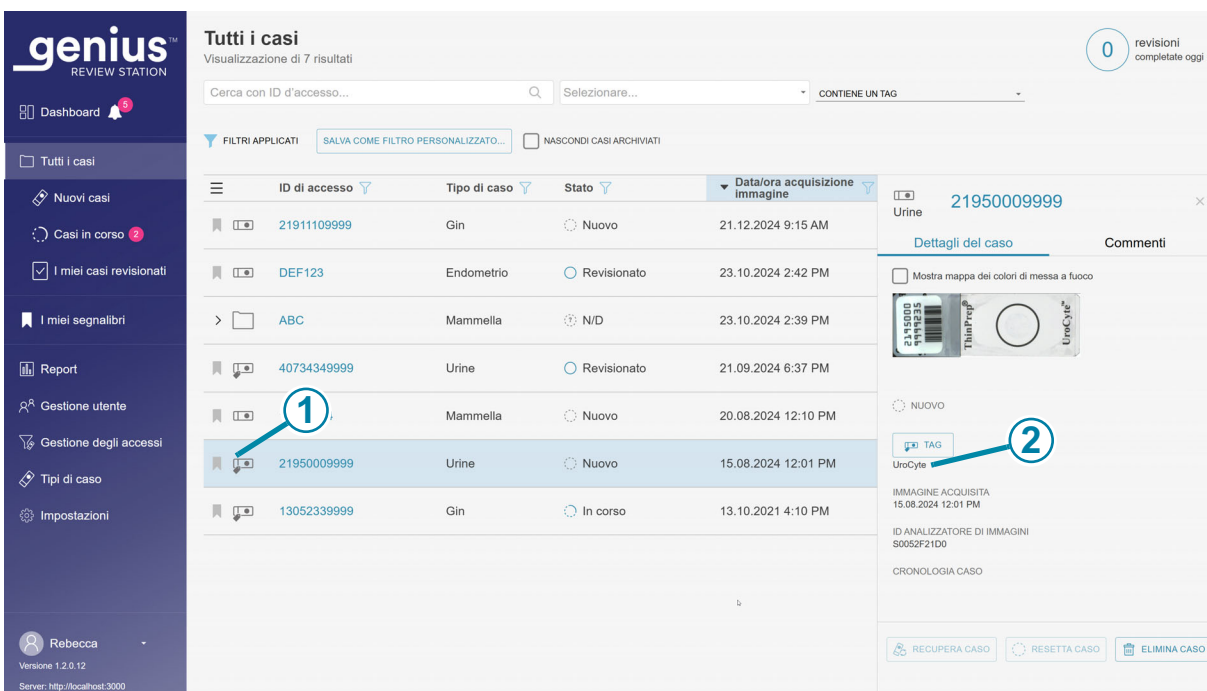 genius™
REVIEW STATION
Dashboard 5
Tutti i casi
Nuovi casi
Casi in corso 2
I miei casi revisionati
I miei segnalibri
Report
Gestione utente
Gestione degli accessi
Tipi di caso
Impostazioni
Rebecca
Versione 1.2.0.12
Server: http://localhost:3000
Tutti i casi
Visualizzazione di 7 risultati
0 revisioni
completate oggi
Cerca con ID d'accesso... Selezionare... CONTIENE UN TAG
FILTRI APPLICATI SALVA COME FILTRO PERSONALIZZATO... NASCONDI CASI ARCHIVIATI
ID di accesso Tipo di caso Stato Data/ora acquisizione
immagine
21911109999 Gin Nuovo 21.12.2024 9:15 AM
DEF123 Endometrio Revisionato 23.10.2024 2:42 PM
ABC Mammella N/D 23.10.2024 2:39 PM
40734349999 Urine Revisionato 21.09.2024 6:37 PM
1 Mammella Nuovo 20.08.2024 12:10 PM
21950009999 Urine Nuovo 15.08.2024 12:01 PM
13052339999 Gin In corso 13.10.2021 4:10 PM
Urine 21950009999
Dettagli del caso Commenti
Mostra mappa dei colori di messa a fuoco
2195000
9999235
ThinPrep®
UroCyte™
NUOVO
TAG
2
UroCyte
IMMAGINE ACQUISITA
15.08.2024 12:01 PM
ID ANALIZZATORE DI IMMAGINI
S0052F21D0
CRONOLOGIA CASO
RECUPERA CASO RESETTA CASO ELIMINA CASO